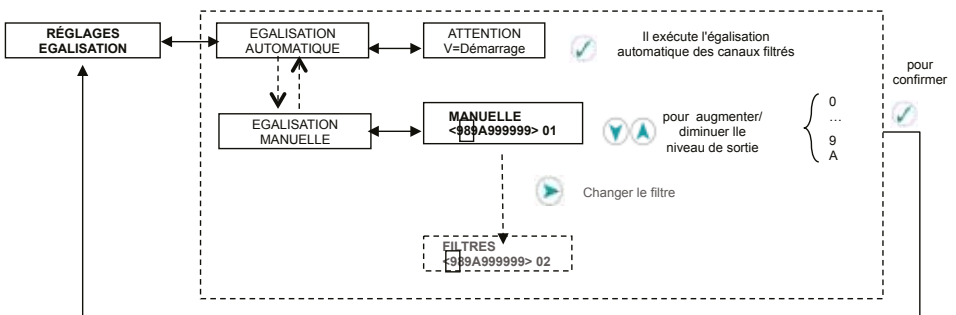 RÉGLAGES
EGALISATION
EGALISATION
AUTOMATIQUE
ATTENTION
V=Démarrage
Il exécute l'égalisation
automatique des canaux filtrés
pour
confirmer
EGALISATION
MANUELLE
MANUELLE
<989A999999> 01
pour augmenter/
diminuer lle
niveau de sortie
0
...
9
A
Changer le filtre
FILTRES
<989A999999> 02